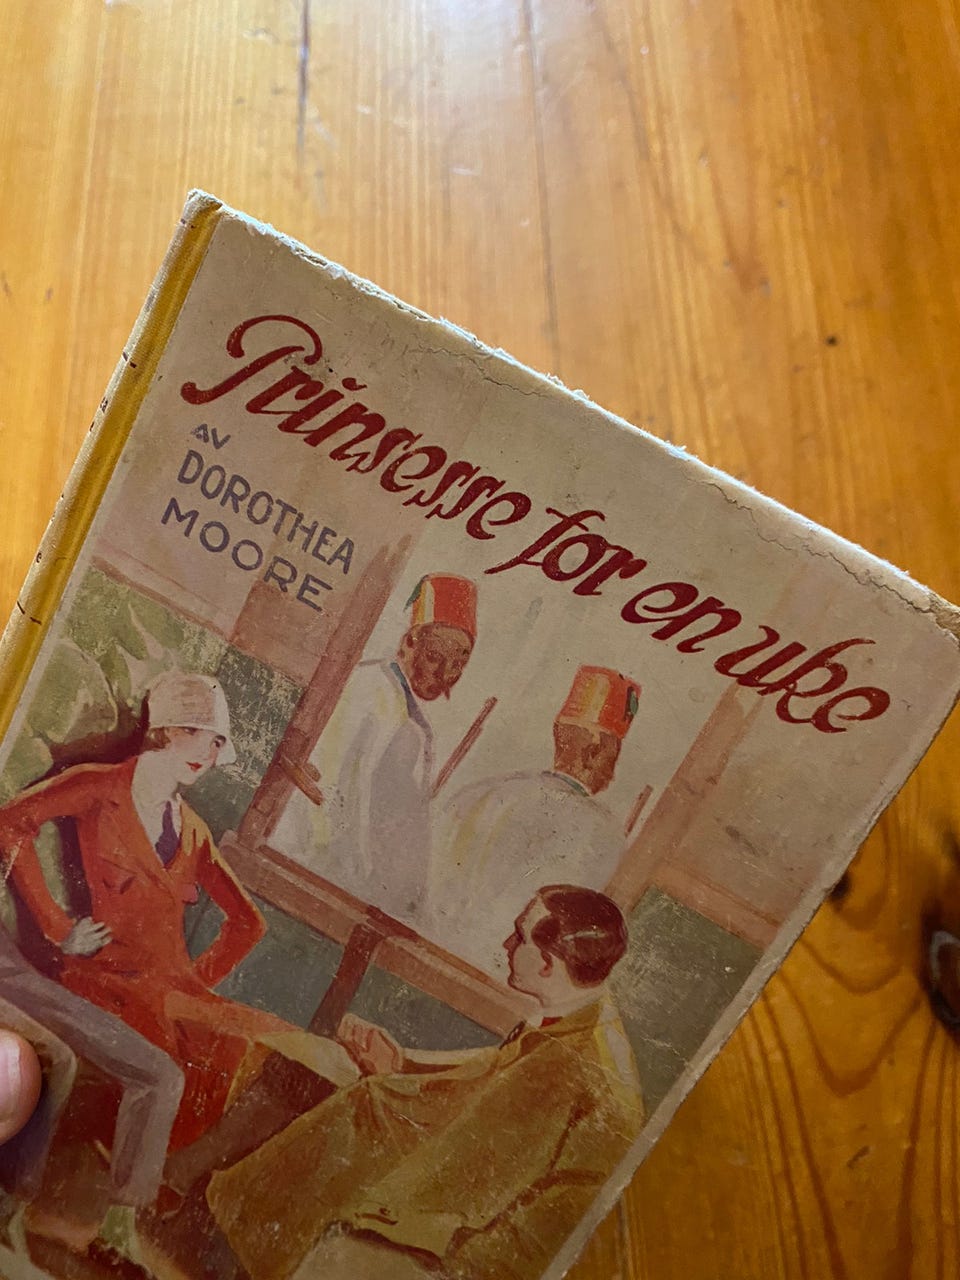 Prinsesse for en uke
AV
DOROTHEA
MOORE